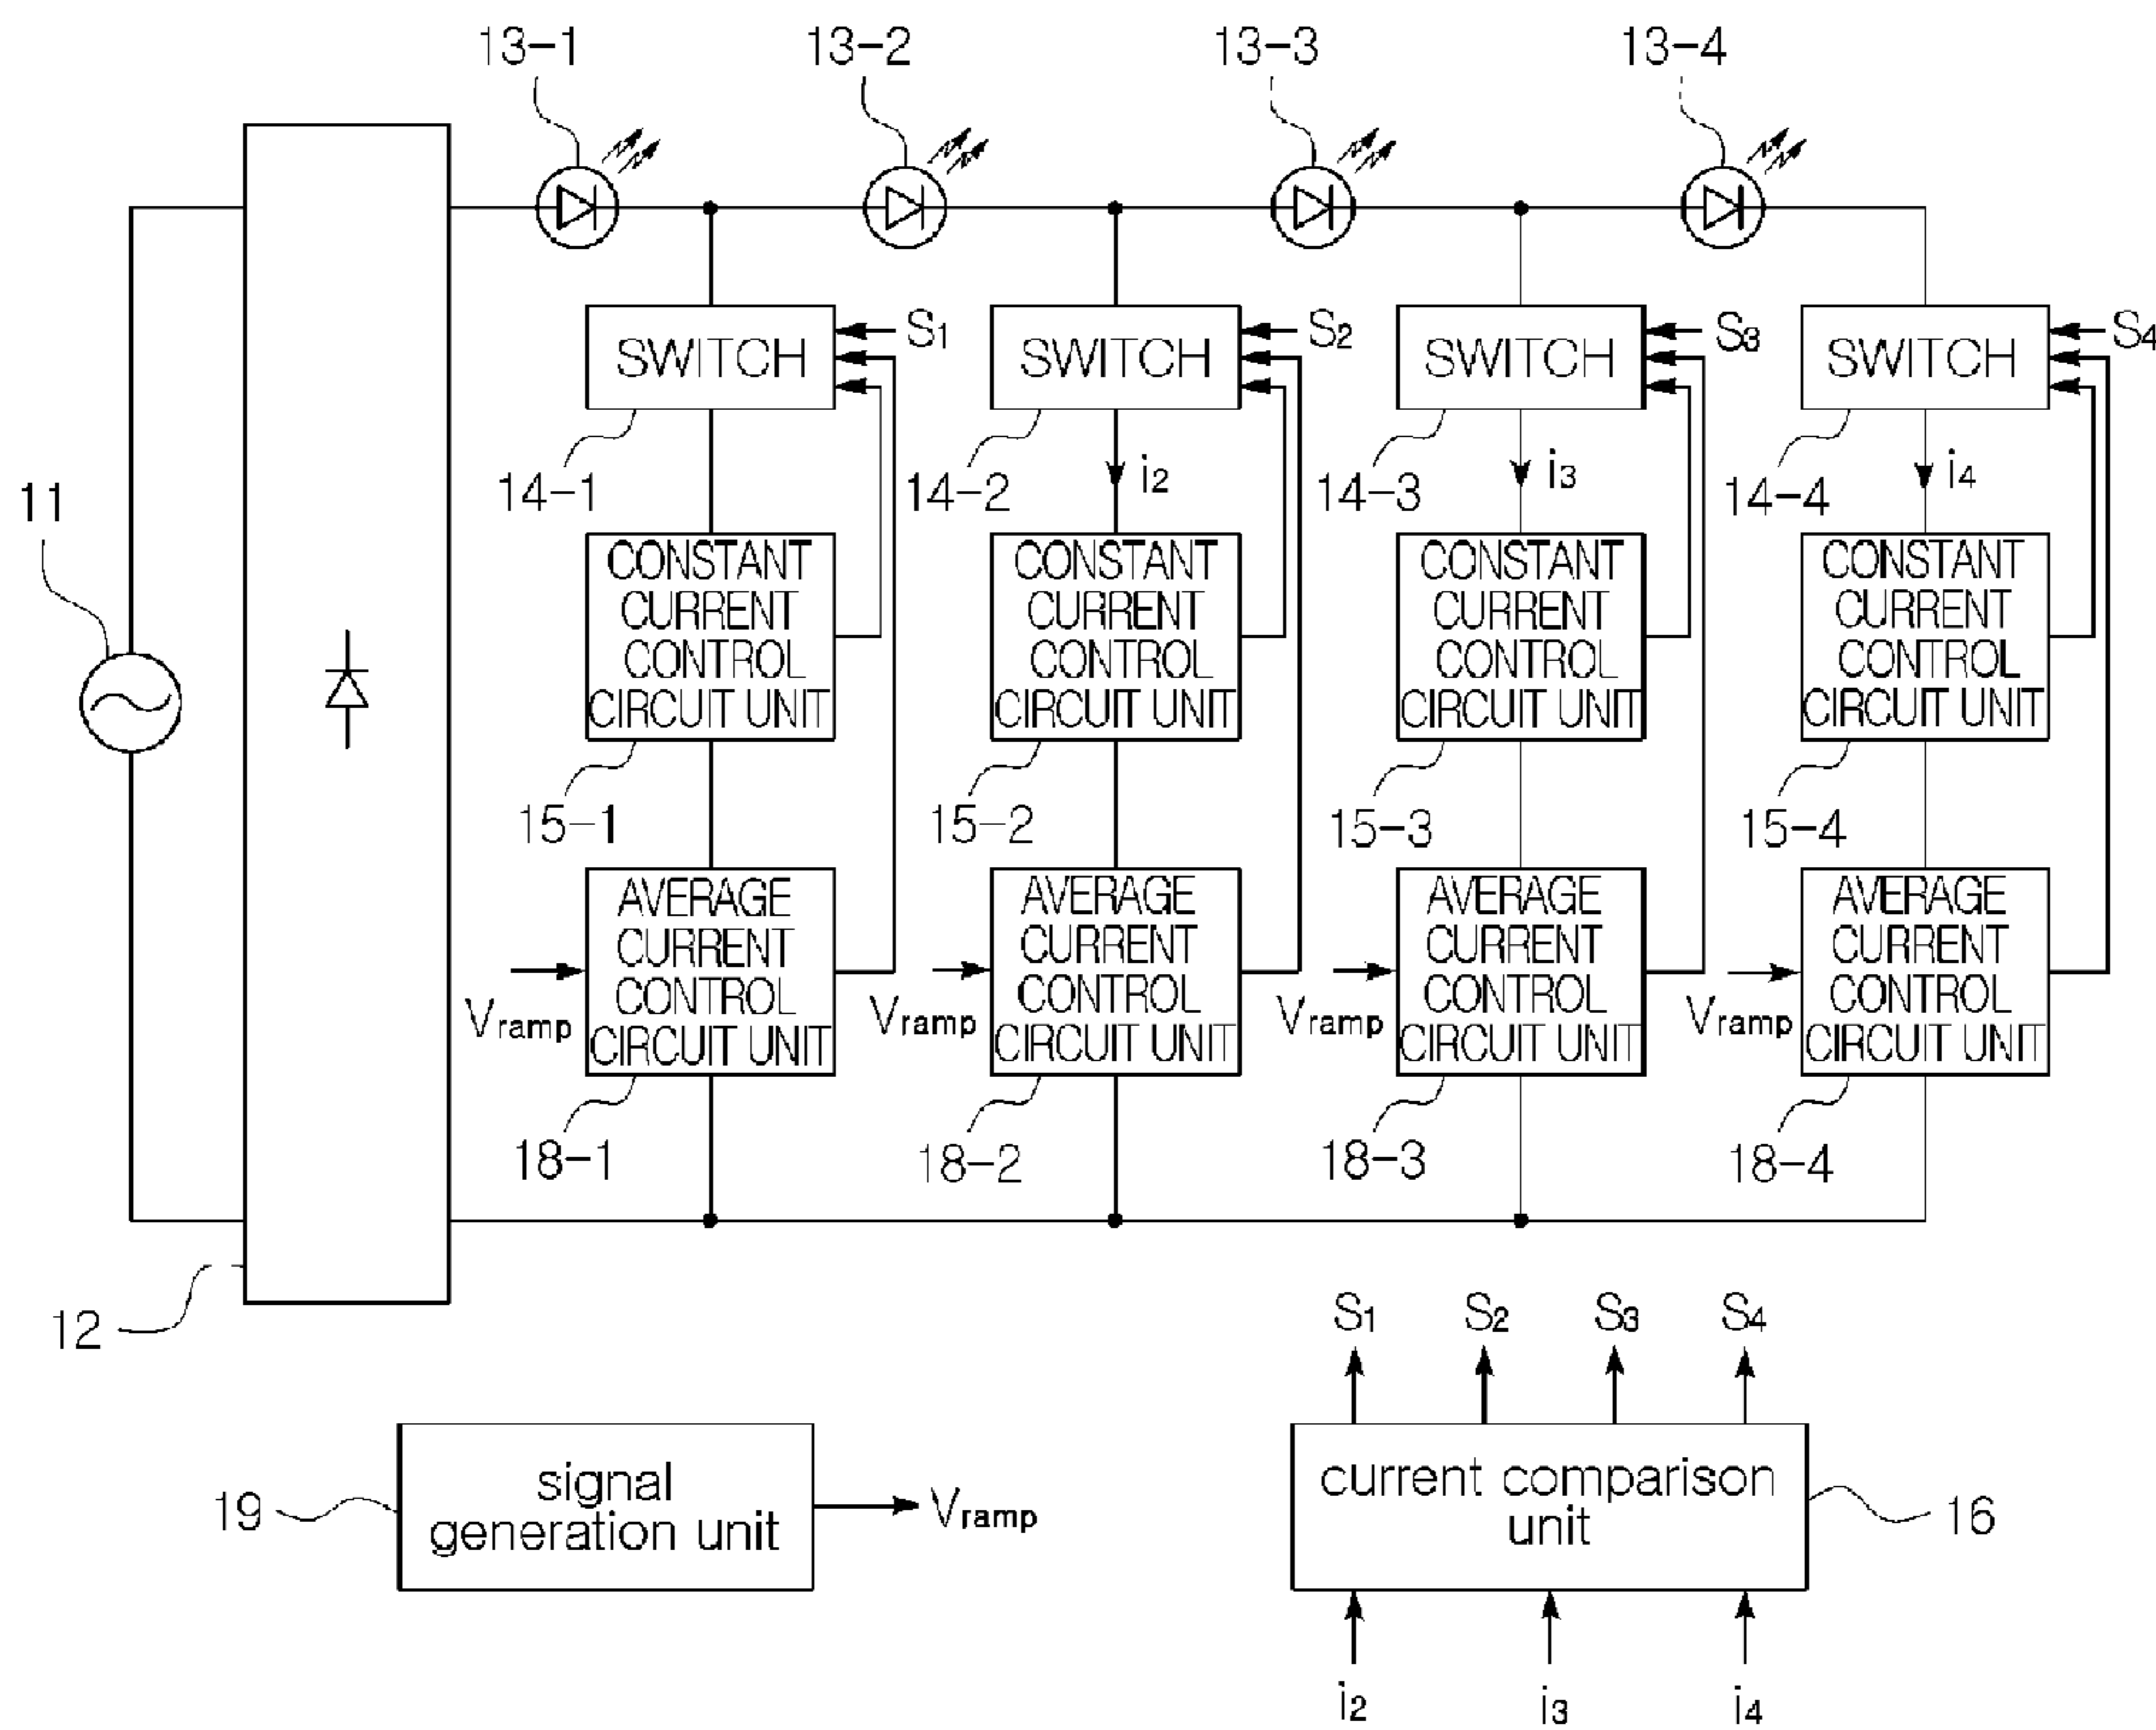 13-1 13-2 13-3 13-4
SWITCH S1 SWITCH S2 SWITCH S3 SWITCH S4
14-1 14-2 i2 14-3 i3 14-4 i4
11
CONSTANT CURRENT CONTROL CIRCUIT UNIT
CONSTANT CURRENT CONTROL CIRCUIT UNIT
CONSTANT CURRENT CONTROL CIRCUIT UNIT
CONSTANT CURRENT CONTROL CIRCUIT UNIT
15-1 15-2 15-3 15-4
AVERAGE CURRENT CONTROL CIRCUIT UNIT
AVERAGE CURRENT CONTROL CIRCUIT UNIT
AVERAGE CURRENT CONTROL CIRCUIT UNIT
AVERAGE CURRENT CONTROL CIRCUIT UNIT
Vramp Vramp Vramp Vramp
18-1 18-2 18-3 18-4
12
S1 S2 S3 S4
19
signal
generation unit
Vramp
current comparison
unit
16
i2 i3 i4